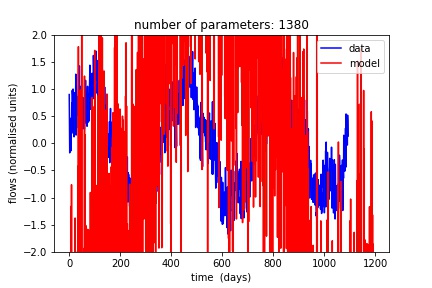 number of parameters: 1380
2.0
1.5
1.0
0.5
0.0
−0.5
−1.0
−1.5
−2.0
flows (normalised units)
data
model
0 200 400 600 800 1000 1200
time (days)